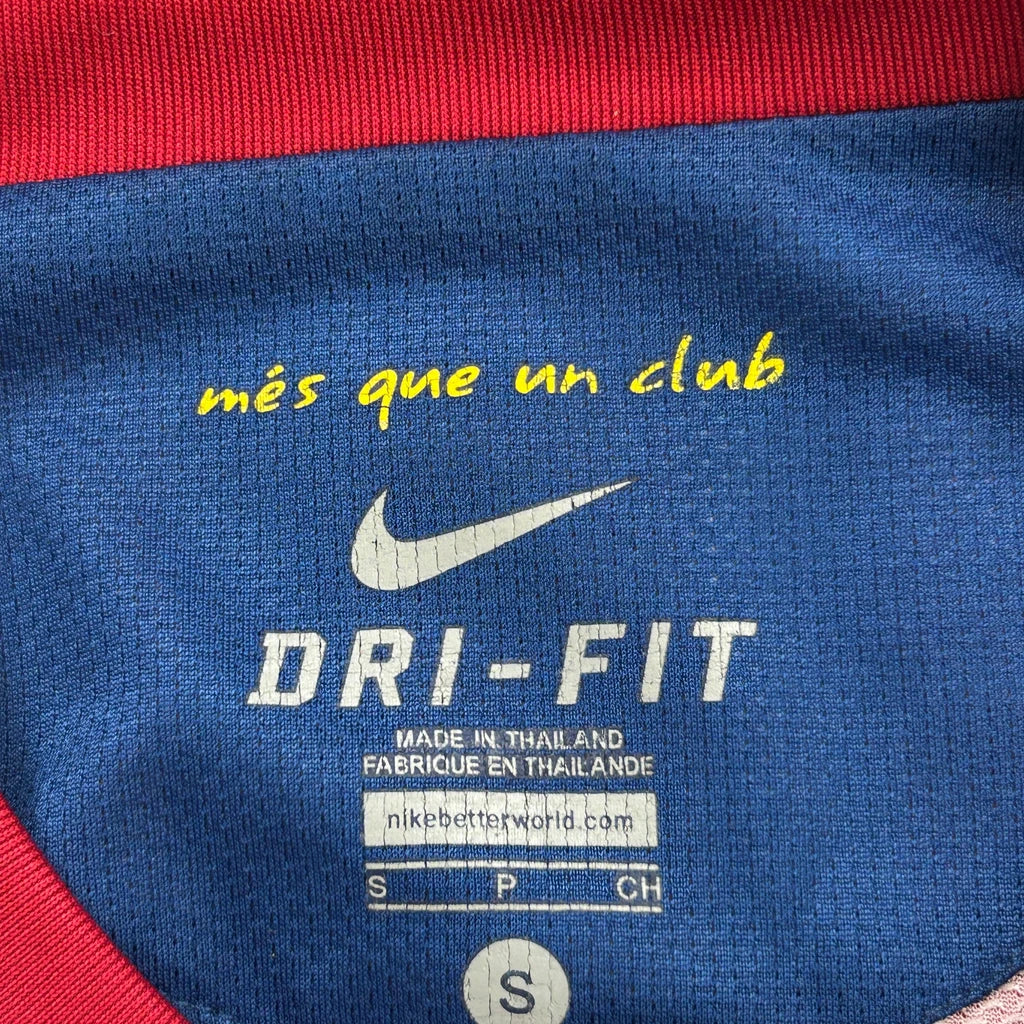 més que un club
DRI-FIT
MADE IN THAILAND
FABRIQUE EN THAILANDE
nikebetterworld.com
S P CH
S